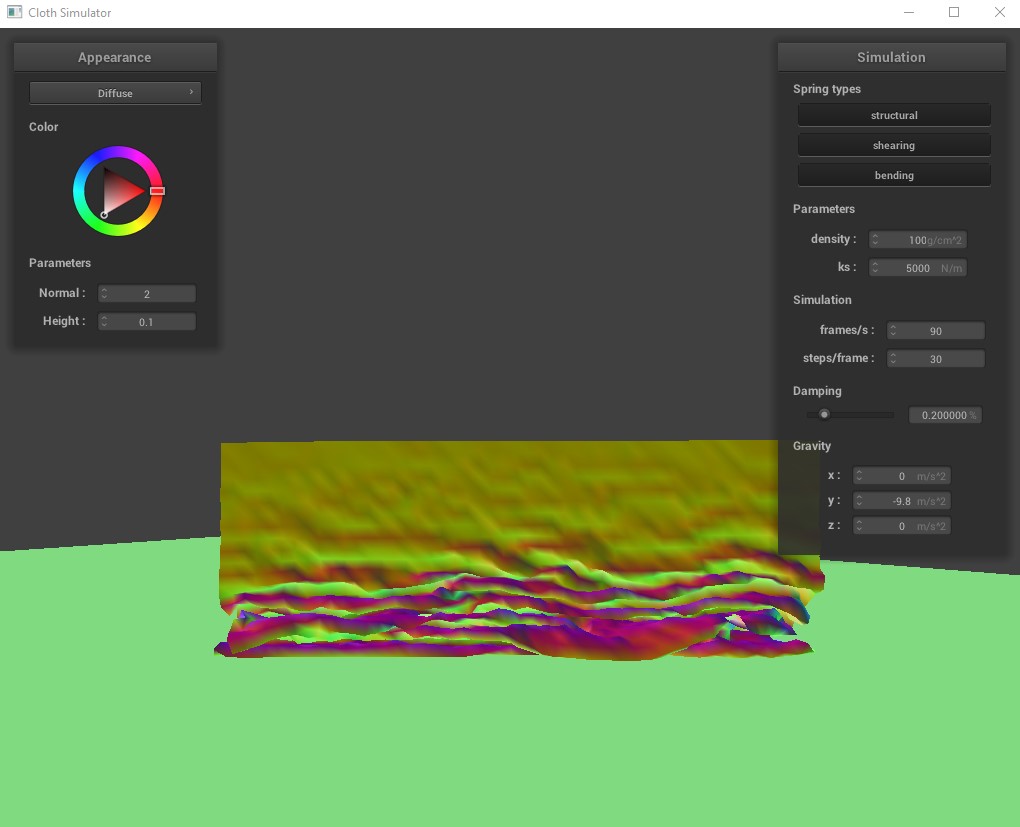 Cloth Simulator
Appearance
Diffuse
Color
Parameters
Normal : 2
Height : 0.1
Simulation
Spring types
structural
shearing
bending
Parameters
density : 100g/cm^2
ks : 5000 N/m
Simulation
frames/s : 90
steps/frame : 30
Damping
0.200000 %
Gravity
x : 0 m/s^2
y : -9.8 m/s^2
z : 0 m/s^2